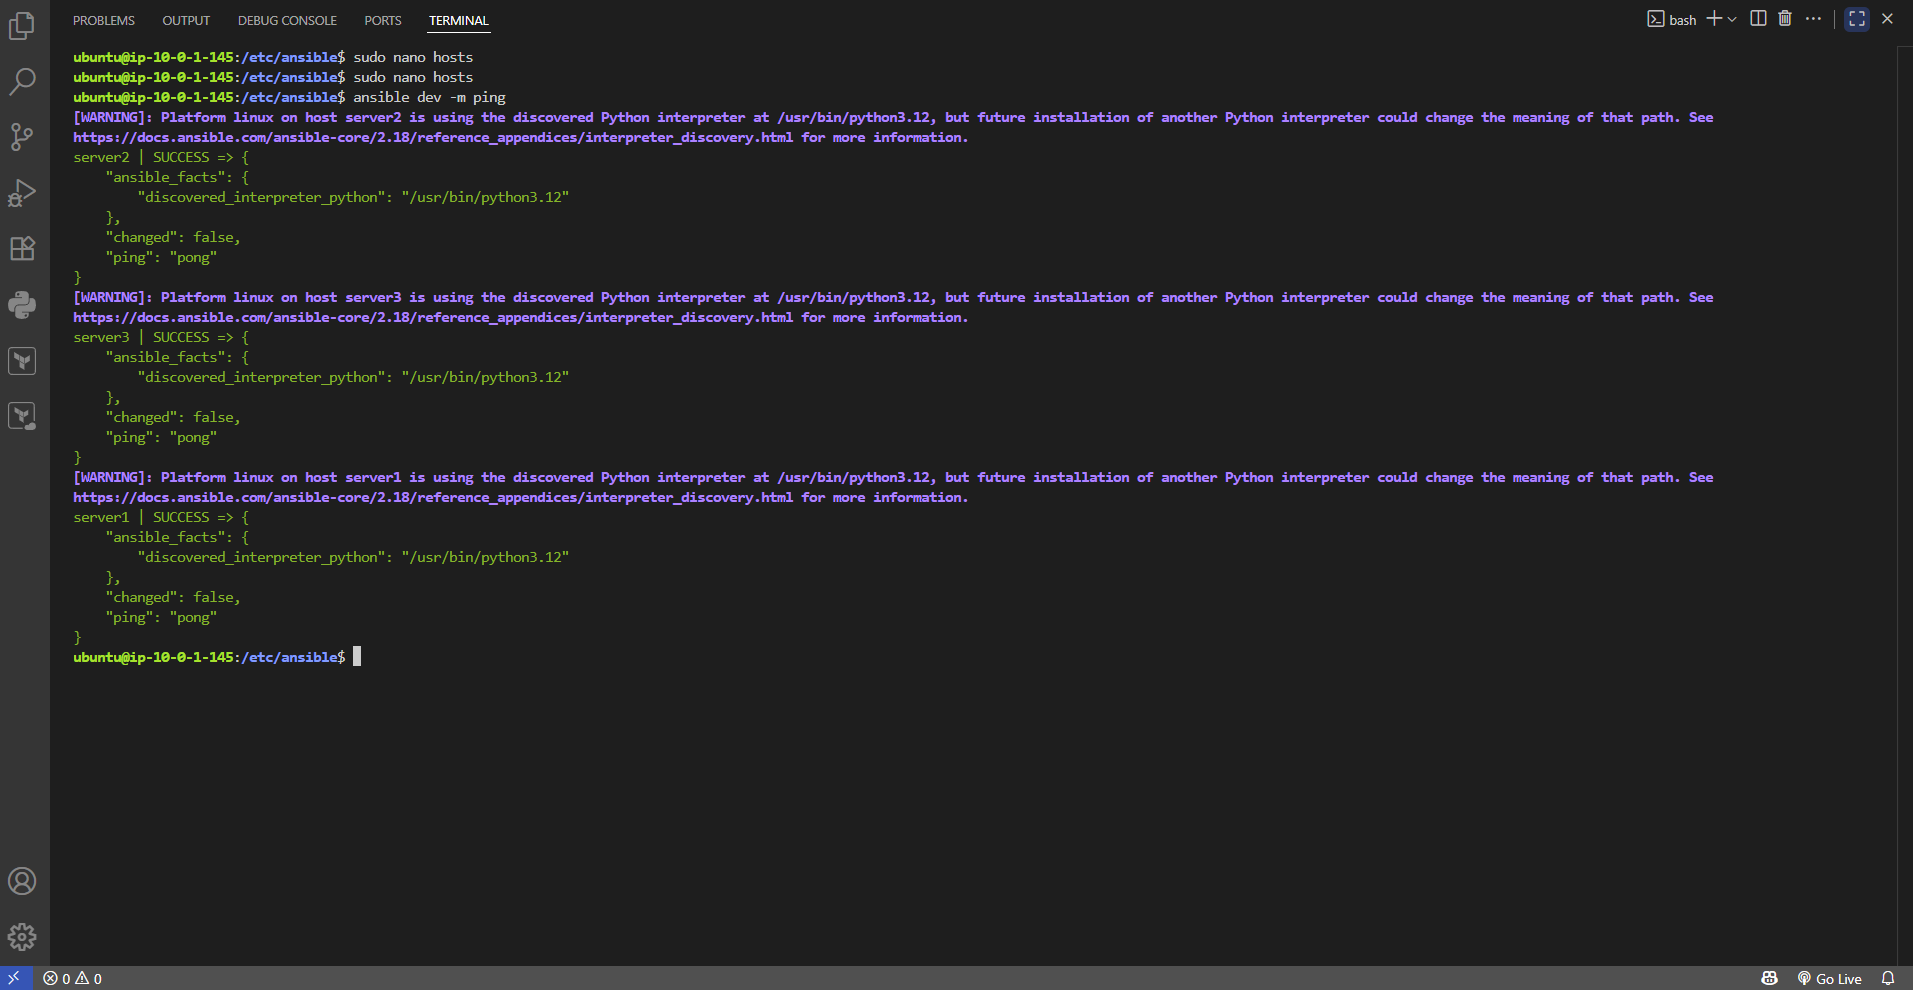 PROBLEMS OUTPUT DEBUG CONSOLE PORTS TERMINAL bash
ubuntu@ip-10-0-1-145:/etc/ansible$ sudo nano hosts
ubuntu@ip-10-0-1-145:/etc/ansible$ sudo nano hosts
ubuntu@ip-10-0-1-145:/etc/ansible$ ansible dev -m ping
[WARNING]: Platform linux on host server2 is using the discovered Python interpreter at /usr/bin/python3.12, but future installation of another Python interpreter could change the meaning of that path. See
https://docs.ansible.com/ansible-core/2.18/reference_appendices/interpreter_discovery.html for more information.
server2 | SUCCESS => {
    "ansible_facts": {
        "discovered_interpreter_python": "/usr/bin/python3.12"
    },
    "changed": false,
    "ping": "pong"
}
[WARNING]: Platform linux on host server3 is using the discovered Python interpreter at /usr/bin/python3.12, but future installation of another Python interpreter could change the meaning of that path. See
https://docs.ansible.com/ansible-core/2.18/reference_appendices/interpreter_discovery.html for more information.
server3 | SUCCESS => {
    "ansible_facts": {
        "discovered_interpreter_python": "/usr/bin/python3.12"
    },
    "changed": false,
    "ping": "pong"
}
[WARNING]: Platform linux on host server1 is using the discovered Python interpreter at /usr/bin/python3.12, but future installation of another Python interpreter could change the meaning of that path. See
https://docs.ansible.com/ansible-core/2.18/reference_appendices/interpreter_discovery.html for more information.
server1 | SUCCESS => {
    "ansible_facts": {
        "discovered_interpreter_python": "/usr/bin/python3.12"
    },
    "changed": false,
    "ping": "pong"
}
ubuntu@ip-10-0-1-145:/etc/ansible$
0 0 Go Live